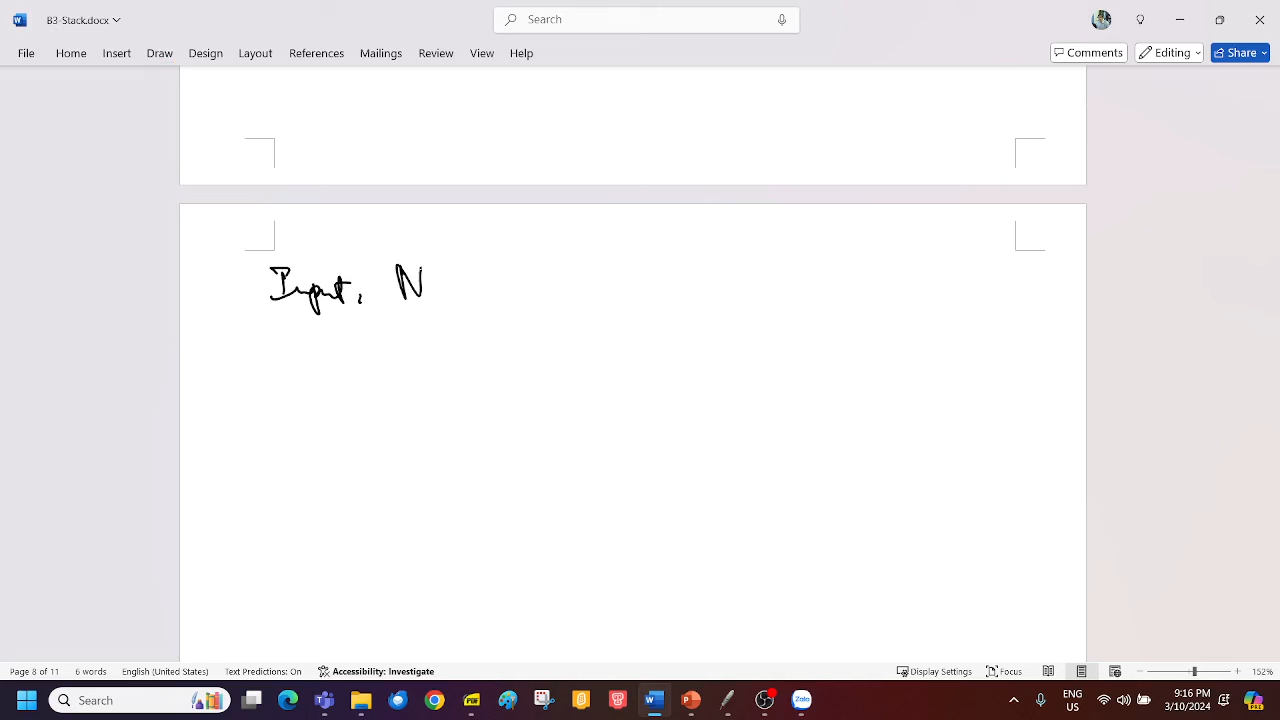 B3-Stack.docx
Search
File Home Insert Draw Design Layout References Mailings Review View Help
Comments Editing Share
Input, N
Page 8 of 11 6 words English (United States) Text Predictions: On Accessibility: Investigate Display Settings Focus 152%
Search
ENG
US
9:16 PM
3/10/2024